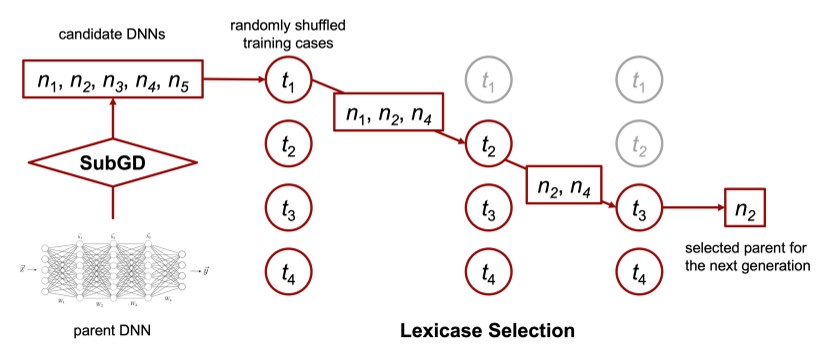 candidate DNNs
randomly shuffled
training cases
n1, n2, n3, n4, n5
t1
t1
t1
n1, n2, n4
t2
t2
t2
SubGD
n2, n4
t3
t3
t3
n2
selected parent for
the next generation
t4
t4
t4
parent DNN
Lexicase Selection